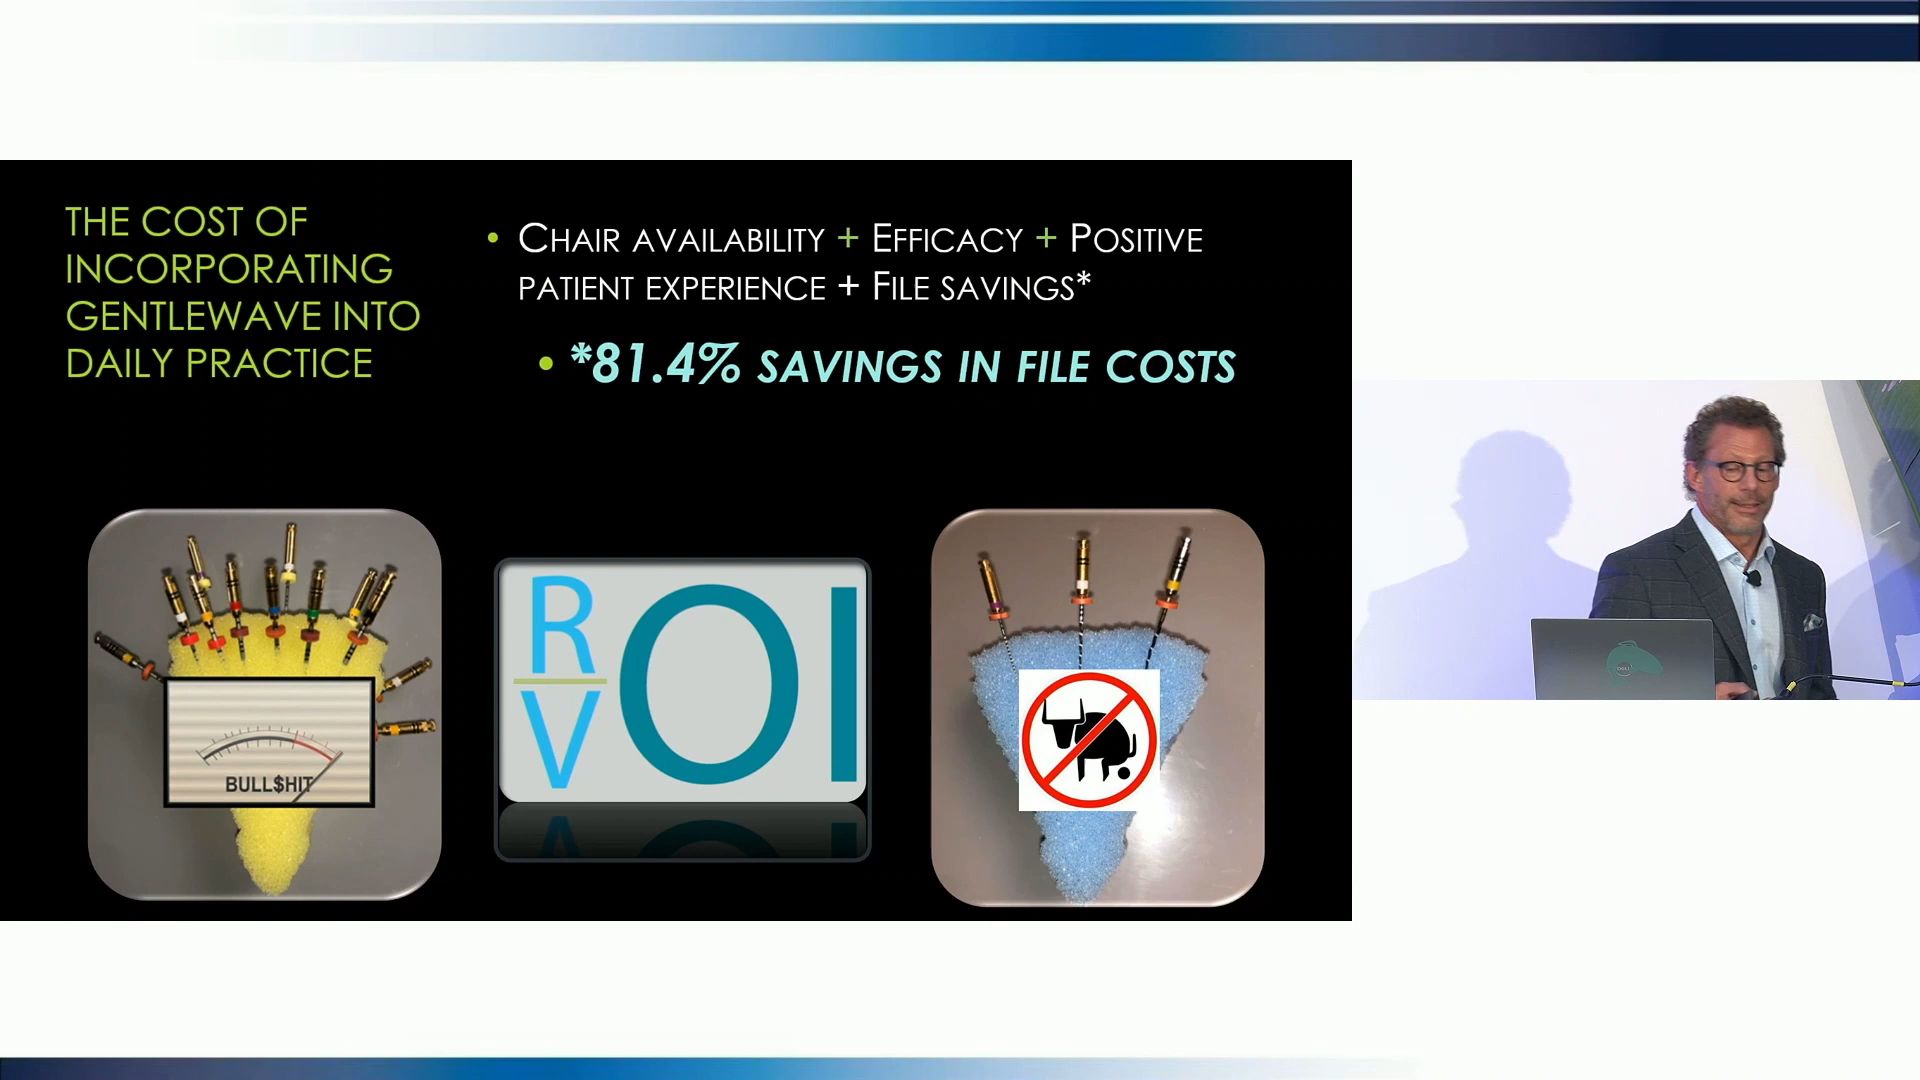 THE COST OF
INCORPORATING
GENTLEWAVE INTO
DAILY PRACTICE
• CHAIR AVAILABILITY + EFFICACY + POSITIVE
PATIENT EXPERIENCE + FILE SAVINGS*
• *81.4% SAVINGS IN FILE COSTS
BULL$HIT
R
V
OI
DELL